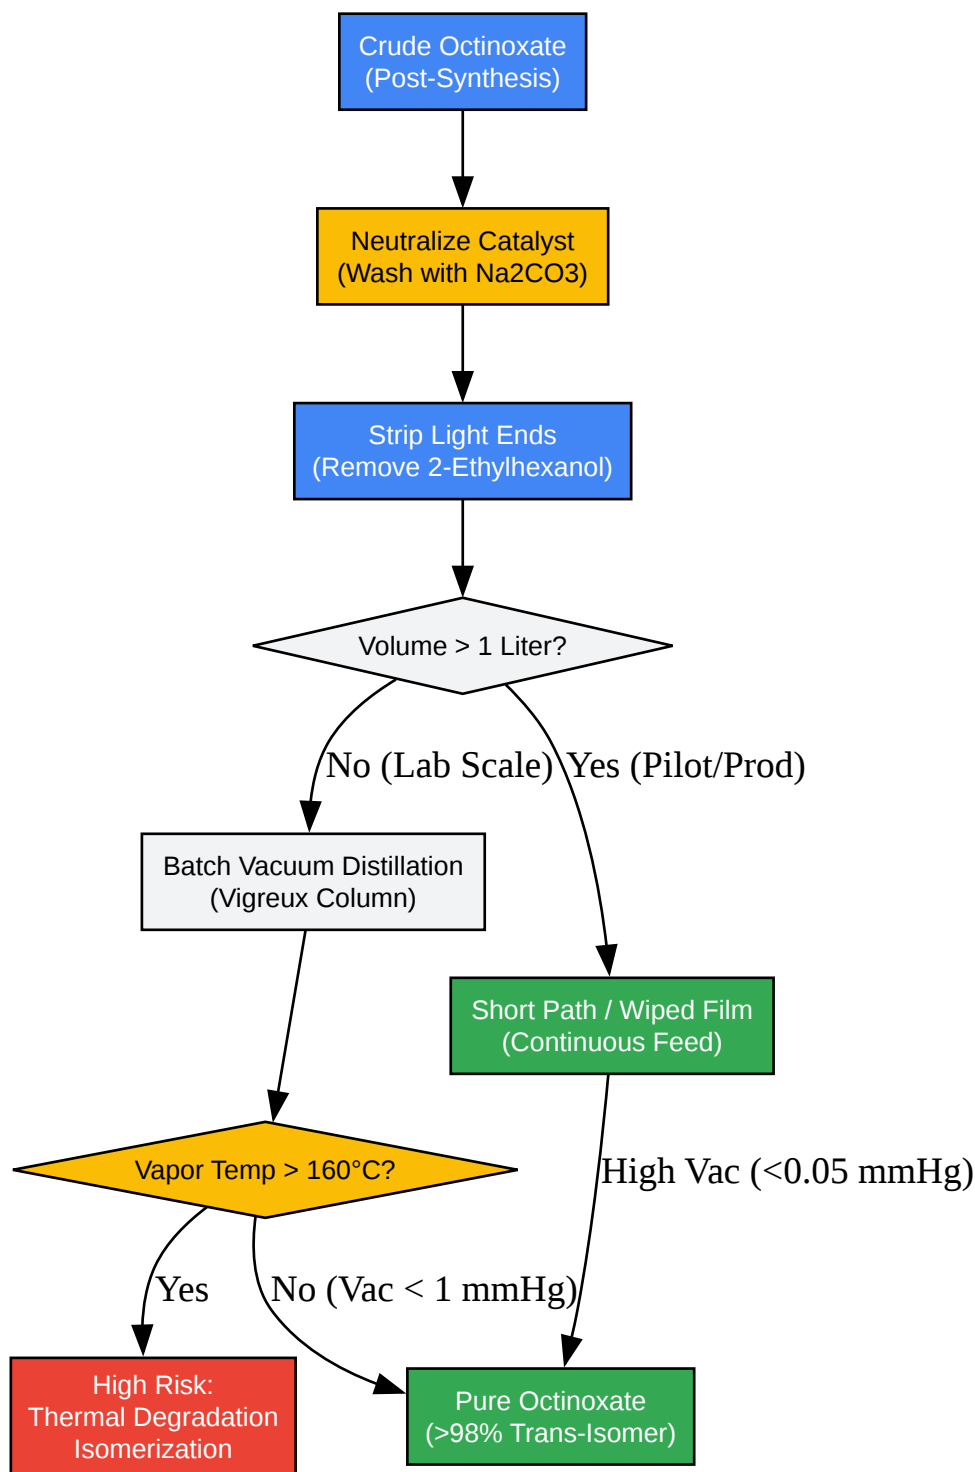 Crude Octinoxate
(Post-Synthesis)
Neutralize Catalyst
(Wash with Na2CO3)
Strip Light Ends
(Remove 2-Ethylhexanol)
Volume > 1 Liter?
No (Lab Scale)
Yes (Pilot/Prod)
Batch Vacuum Distillation
(Vigreux Column)
Short Path / Wiped Film
(Continuous Feed)
Vapor Temp > 160°C?
High Vac (<0.05 mmHg)
Yes
No (Vac < 1 mmHg)
High Risk:
Thermal Degradation
Isomerization
Pure Octinoxate
(>98% Trans-Isomer)